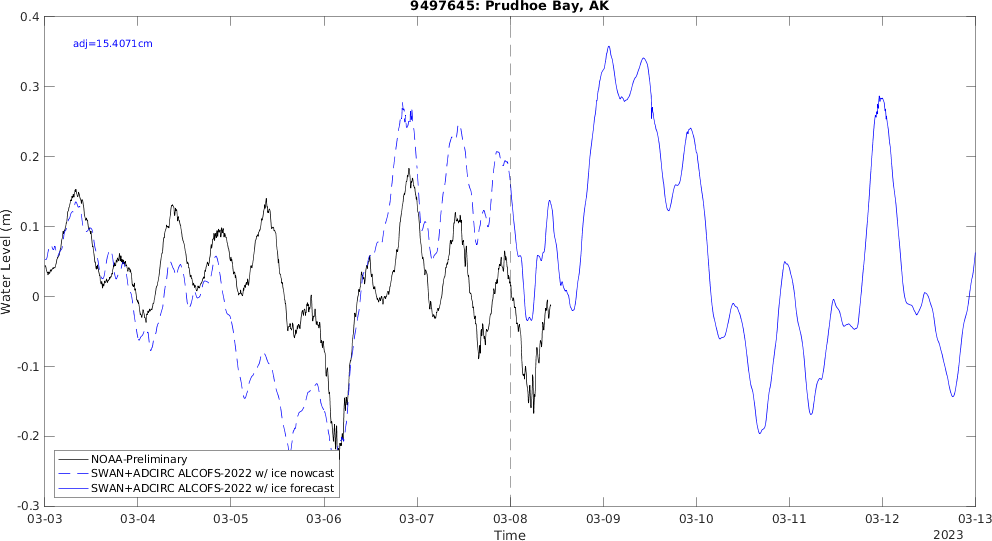 9497645: Prudhoe Bay, AK
adj=15.4071cm
Water Level (m)
0.4
0.3
0.2
0.1
0
-0.1
-0.2
-0.3
NOAA-Preliminary
SWAN+ADCIRC ALCOFS-2022 w/ ice nowcast
SWAN+ADCIRC ALCOFS-2022 w/ ice forecast
03-03 03-04 03-05 03-06 03-07 03-08 03-09 03-10 03-11 03-12 03-13
Time
2023